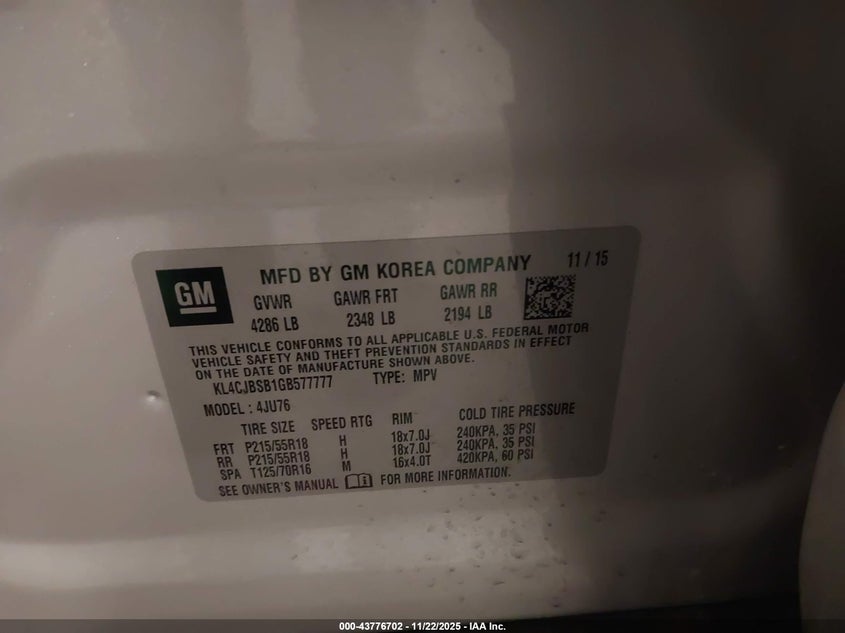 GM
MFD BY GM KOREA COMPANY 11 / 15
GVWR GAWR FRT GAWR RR
4286 LB 2348 LB 2194 LB
THIS VEHICLE CONFORMS TO ALL APPLICABLE U.S. FEDERAL MOTOR
VEHICLE SAFETY AND THEFT PREVENTION STANDARDS IN EFFECT
ON THE DATE OF MANUFACTURE SHOWN ABOVE.
KL4CJBSB1GB577777 TYPE: MPV
MODEL : 4JU76
TIRE SIZE SPEED RTG RIM COLD TIRE PRESSURE
FRT P215/55R18 H 18x7.0J 240KPA, 35 PSI
RR P215/55R18 H 18x7.0J 240KPA, 35 PSI
SPA T125/70R16 M 16x4.0T 420KPA, 60 PSI
SEE OWNER'S MANUAL FOR MORE INFORMATION.
000-43776702 - 11/22/2025 - IAA Inc.